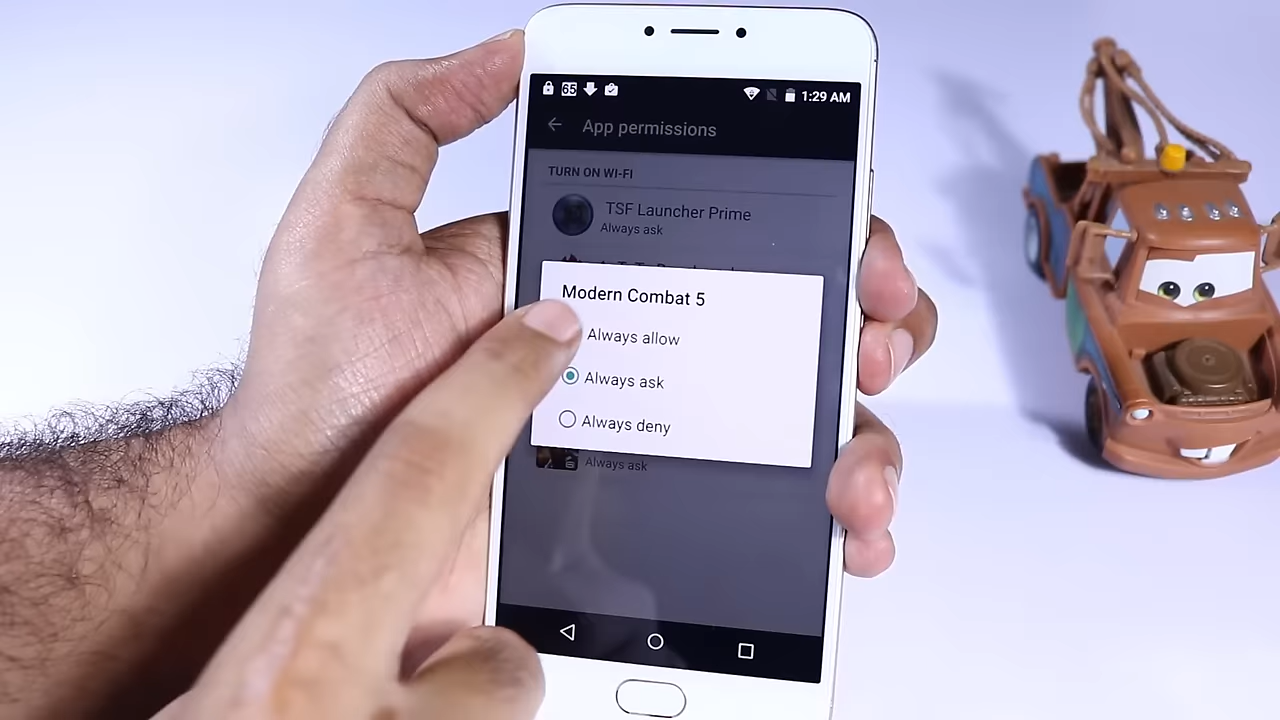 65 1:29 AM
App permissions
TURN ON WI-FI
TSF Launcher Prime
Always ask
Modern Combat 5
Always allow
Always ask
Always deny
Always ask